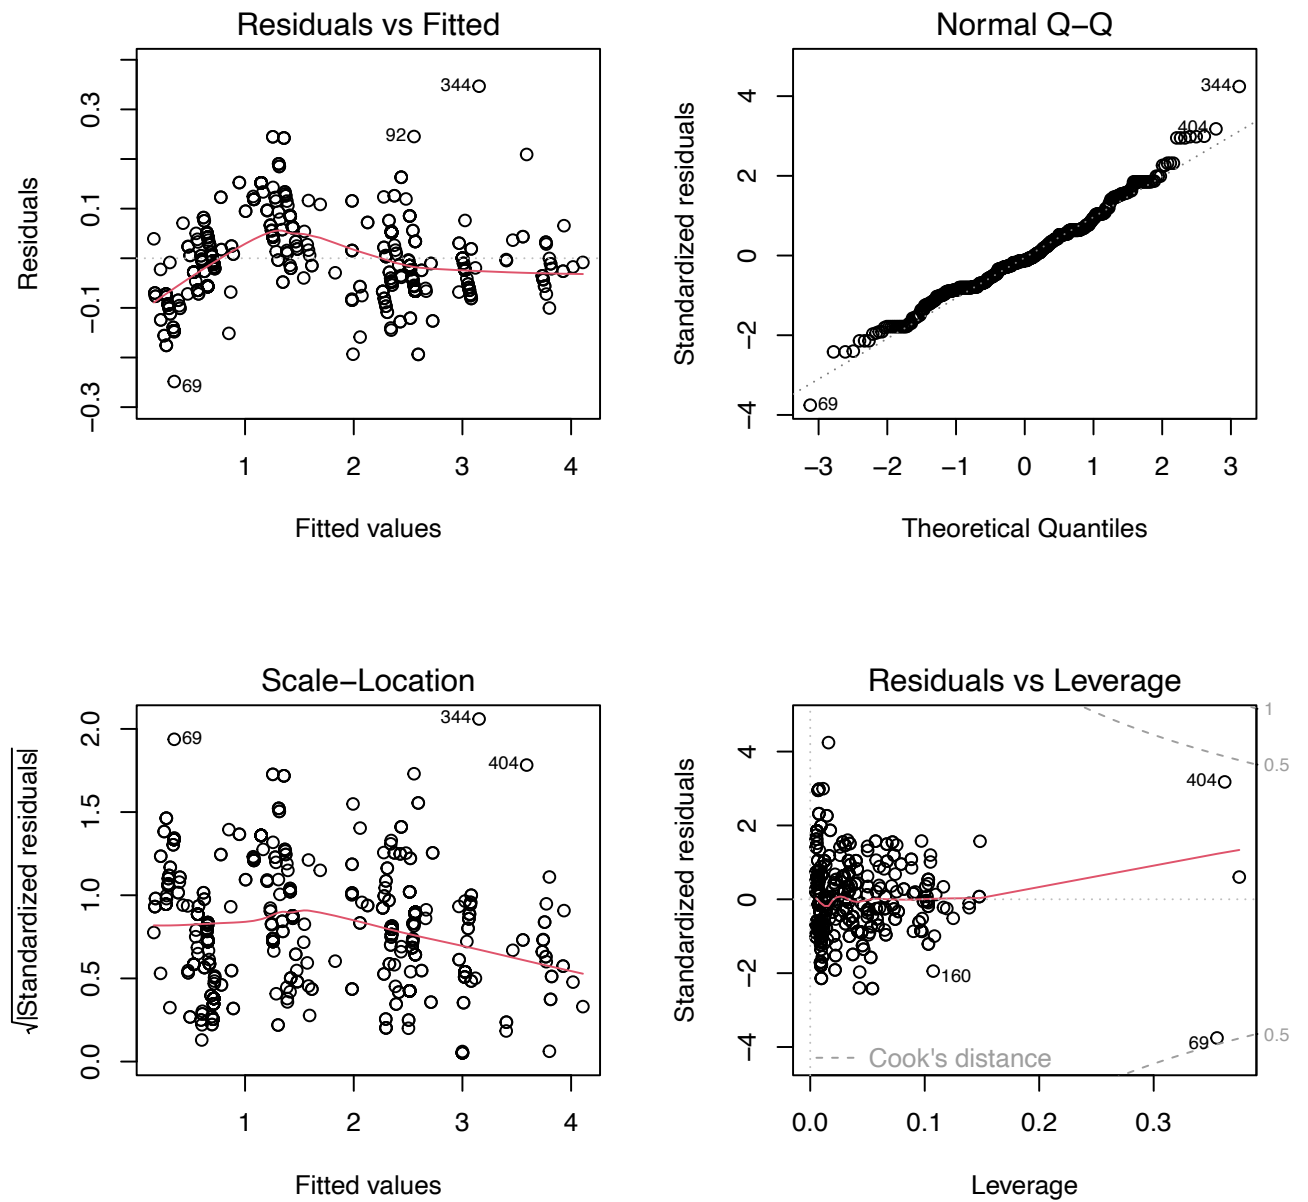 Residuals vs Fitted
Residuals
0.3
0.1
−0.1
−0.3
344
92
69
1 2 3 4
Fitted values
Normal Q−Q
Standardized residuals
4
2
0
−2
−4
344
404
69
−3 −2 −1 0 1 2 3
Theoretical Quantiles
Scale−Location
√|Standardized residuals|
2.0
1.5
1.0
0.5
0.0
344
69
404
1 2 3 4
Fitted values
Residuals vs Leverage
Standardized residuals
4
2
0
−2
−4
1
0.5
404
160
69
0.5
Cook's distance
0.0 0.1 0.2 0.3
Leverage